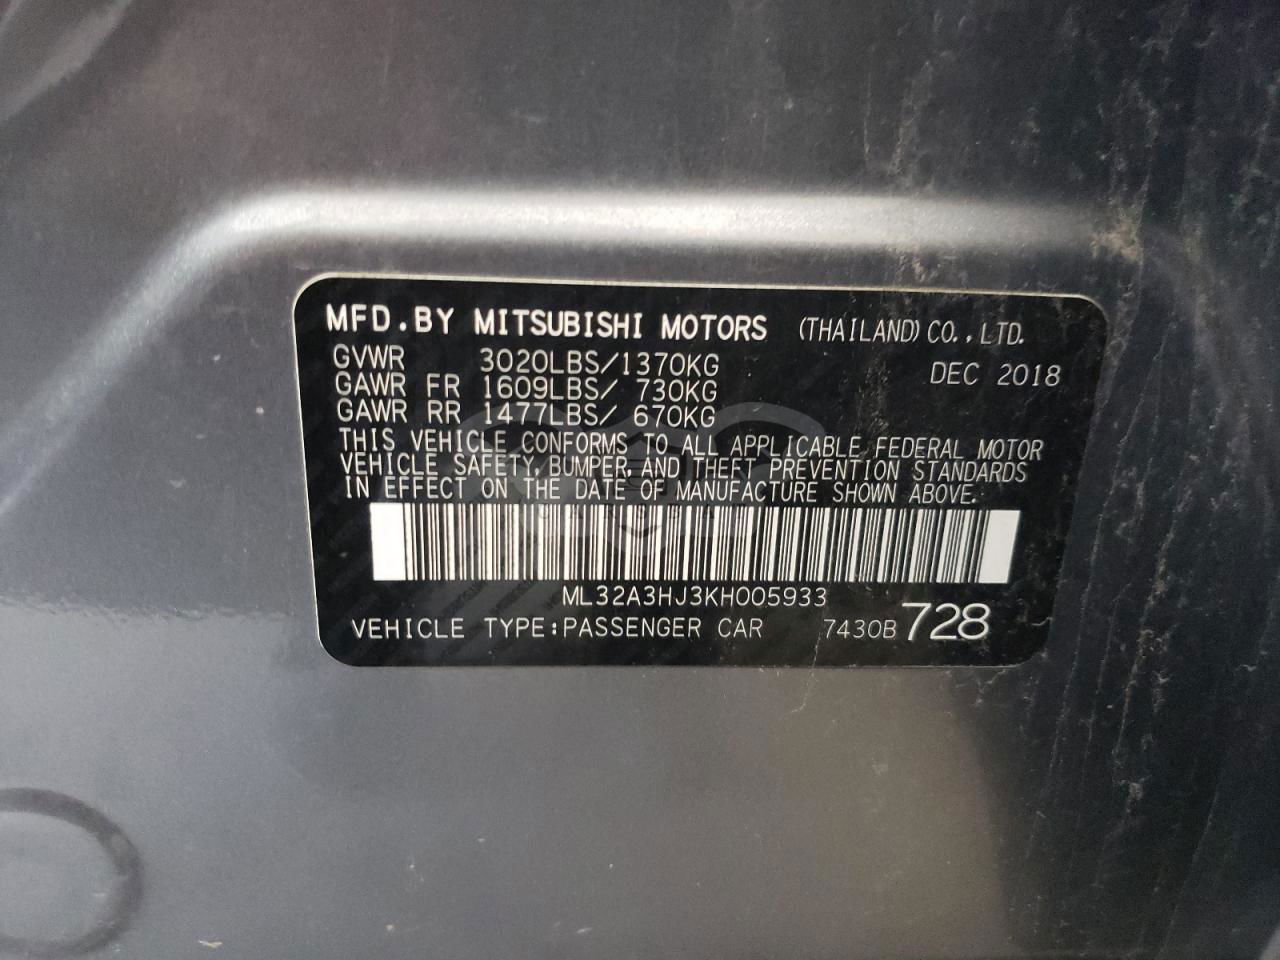 MFD.BY MITSUBISHI MOTORS (THAILAND)CO.,LTD.
GVWR 3020LBS/1370KG DEC 2018
GAWR FR 1609LBS/ 730KG
GAWR RR 1477LBS/ 670KG
THIS VEHICLE CONFORMS TO ALL APPLICABLE FEDERAL MOTOR
VEHICLE SAFETY, BUMPER, AND THEFT PREVENTION STANDARDS
IN EFFECT ON THE DATE OF MANUFACTURE SHOWN ABOVE.
ML32A3HJ3KH005933
VEHICLE TYPE:PASSENGER CAR 7430B 728